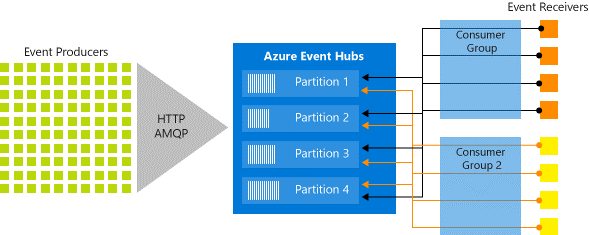 Event Receivers
Event Producers
Azure Event Hubs
Consumer
Group
Partition 1
HTTP
AMQP
Partition 2
Partition 3
Consumer
Group 2
Partition 4